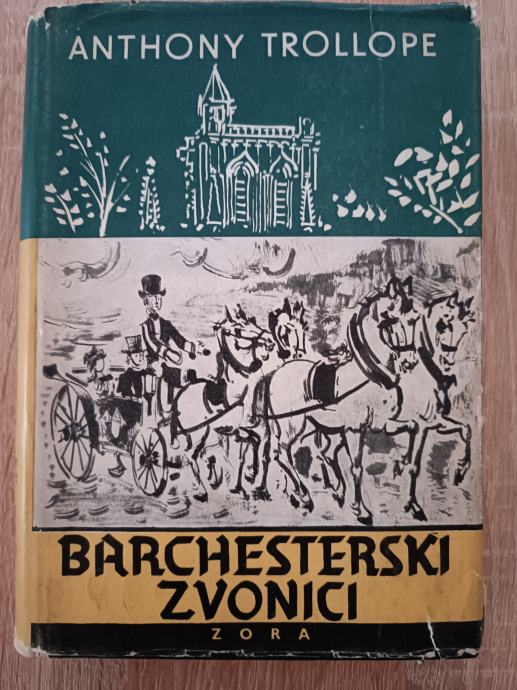 ANTHONY TROLLOPE
BARCHESTERSKI
ZVONICI
ZORA